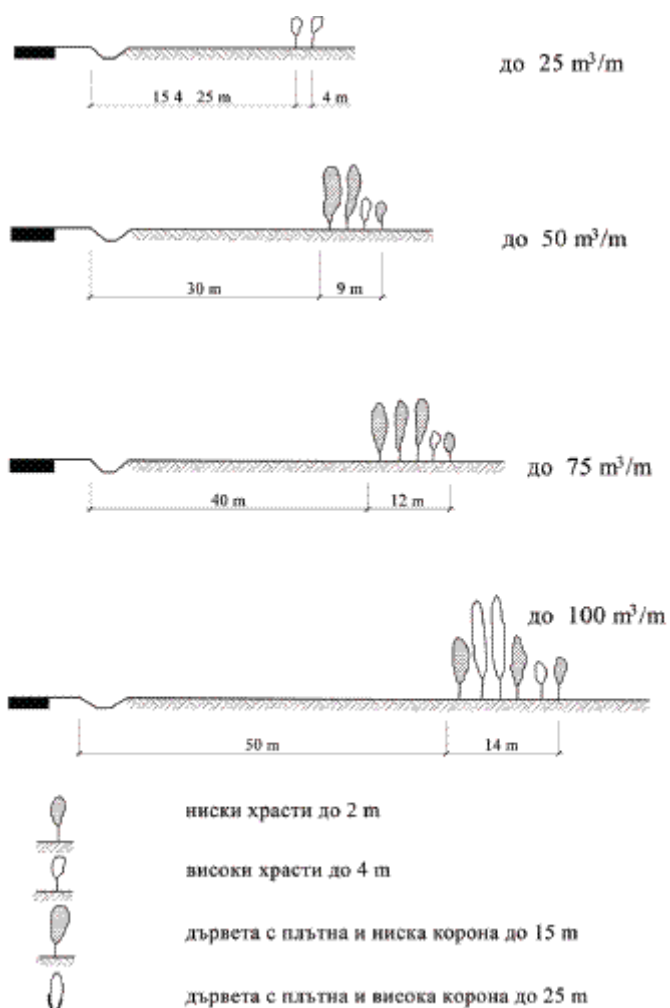 до 25 m³/m
15 4 25 m
4 m
до 50 m³/m
30 m
9 m
до 75 m³/m
40 m
12 m
до 100 m³/m
50 m
14 m
ниски храсти до 2 m
високи храсти до 4 m
дървета с плътна и ниска корона до 15 m
дървета с плътна и висока корона до 25 m